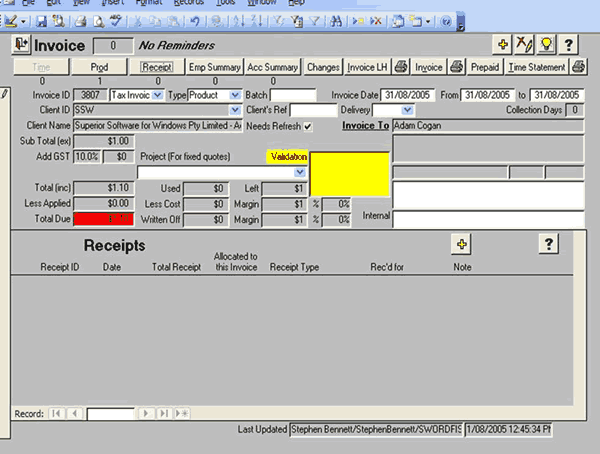 File Edit View Insert Format Records Tools Window Help
Invoice 0 No Reminders ?
Time Prod Receipt Emp Summary Acc Summary Changes Invoice LH Invoice Prepaid Time Statement
0 1 0 0 0
Invoice ID 3807 Tax Invoic Type Product Batch Invoice Date 31/08/2005 From 31/08/2005 to 31/08/2005
Client ID SSW Client's Ref Delivery Collection Days 0
Client Name Superior Software for Windows Pty Limited - A Needs Refresh Invoice To Adam Cogan
Sub Total (ex) $1.00
Add GST 10.0% $0 Project (For fixed quotes) Validation
Total (inc) $1.10 Used $0 Left $1
Less Applied $0.00 Less Cost $0 Margin $1 % 0%
Total Due Written Off $0 Margin $1 % 0% Internal
Receipts ?
Receipt ID Date Total Receipt Allocated to this Invoice Receipt Type Rec'd for Note
Record:
Last Updated Stephen Bennett/StephenBennett/SWORDFIS 1/08/2005 12:45:34 PM